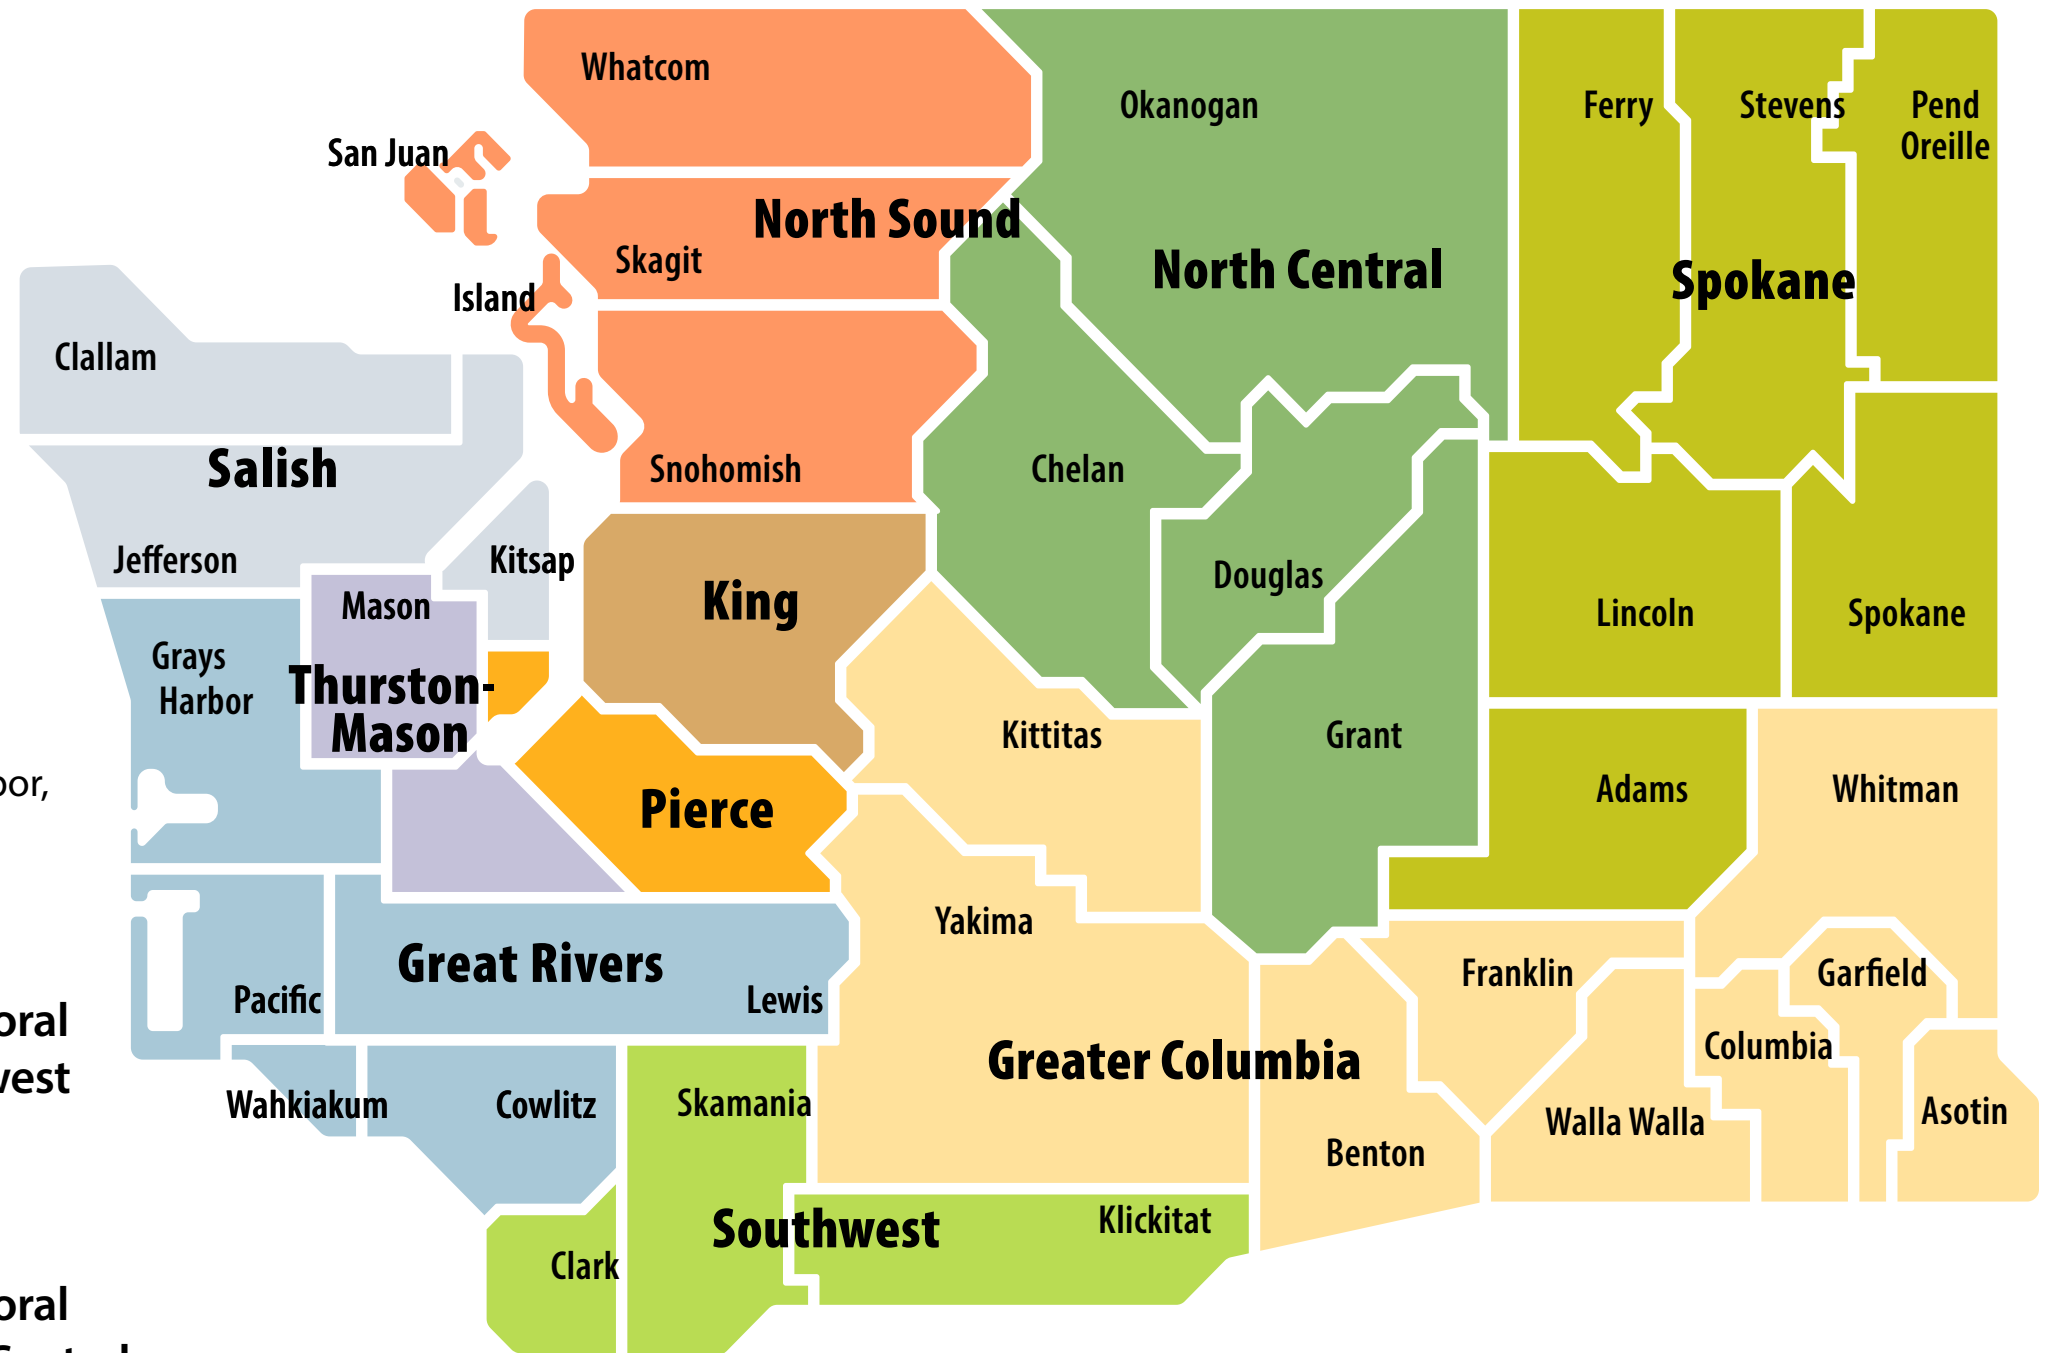 Whatcom
Okanogan
Ferry
Stevens
Pend
Oreille
San Juan
North Sound
Skagit
North Central
Spokane
Island
Clallam
Salish
Snohomish
Chelan
Jefferson
Kitsap
Mason
King
Douglas
Lincoln
Spokane
Grays
Harbor
Thurston-
Mason
Kittitas
Grant
Adams
Whitman
Pierce
Yakima
Great Rivers
Pacific
Lewis
Franklin
Garfield
Greater Columbia
Columbia
Wahkiakum
Cowlitz
Skamania
Walla Walla
Asotin
Benton
Southwest
Klickitat
Clark